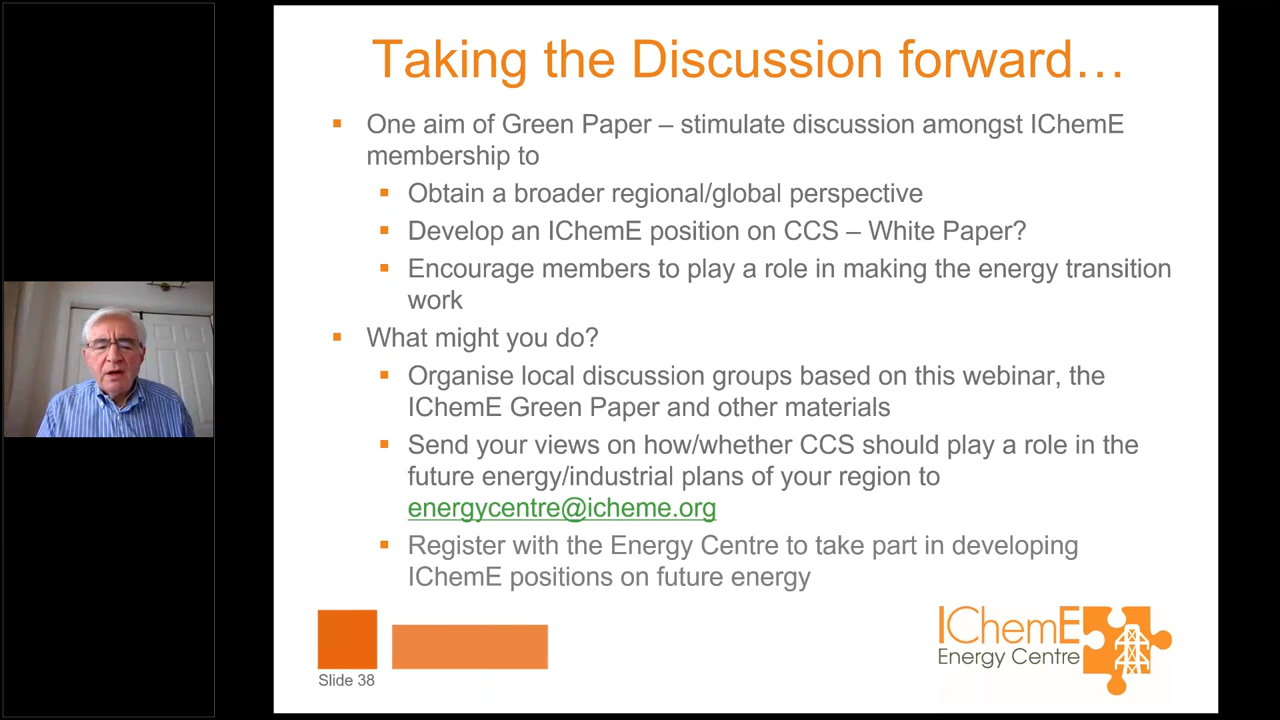 Taking the Discussion forward…
One aim of Green Paper – stimulate discussion amongst IChemE
membership to
Obtain a broader regional/global perspective
Develop an IChemE position on CCS – White Paper?
Encourage members to play a role in making the energy transition
work
What might you do?
Organise local discussion groups based on this webinar, the
IChemE Green Paper and other materials
Send your views on how/whether CCS should play a role in the
future energy/industrial plans of your region to
energycentre@icheme.org
Register with the Energy Centre to take part in developing
IChemE positions on future energy
IChemE
Energy Centre
Slide 38